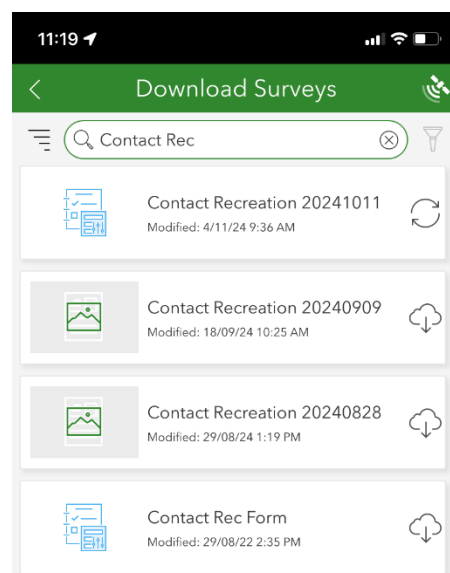 11:19
Download Surveys
Contact Rec
Contact Recreation 20241011
Modified: 4/11/24 9:36 AM
Contact Recreation 20240909
Modified: 18/09/24 10:25 AM
Contact Recreation 20240828
Modified: 29/08/24 1:19 PM
Contact Rec Form
Modified: 29/08/22 2:35 PM